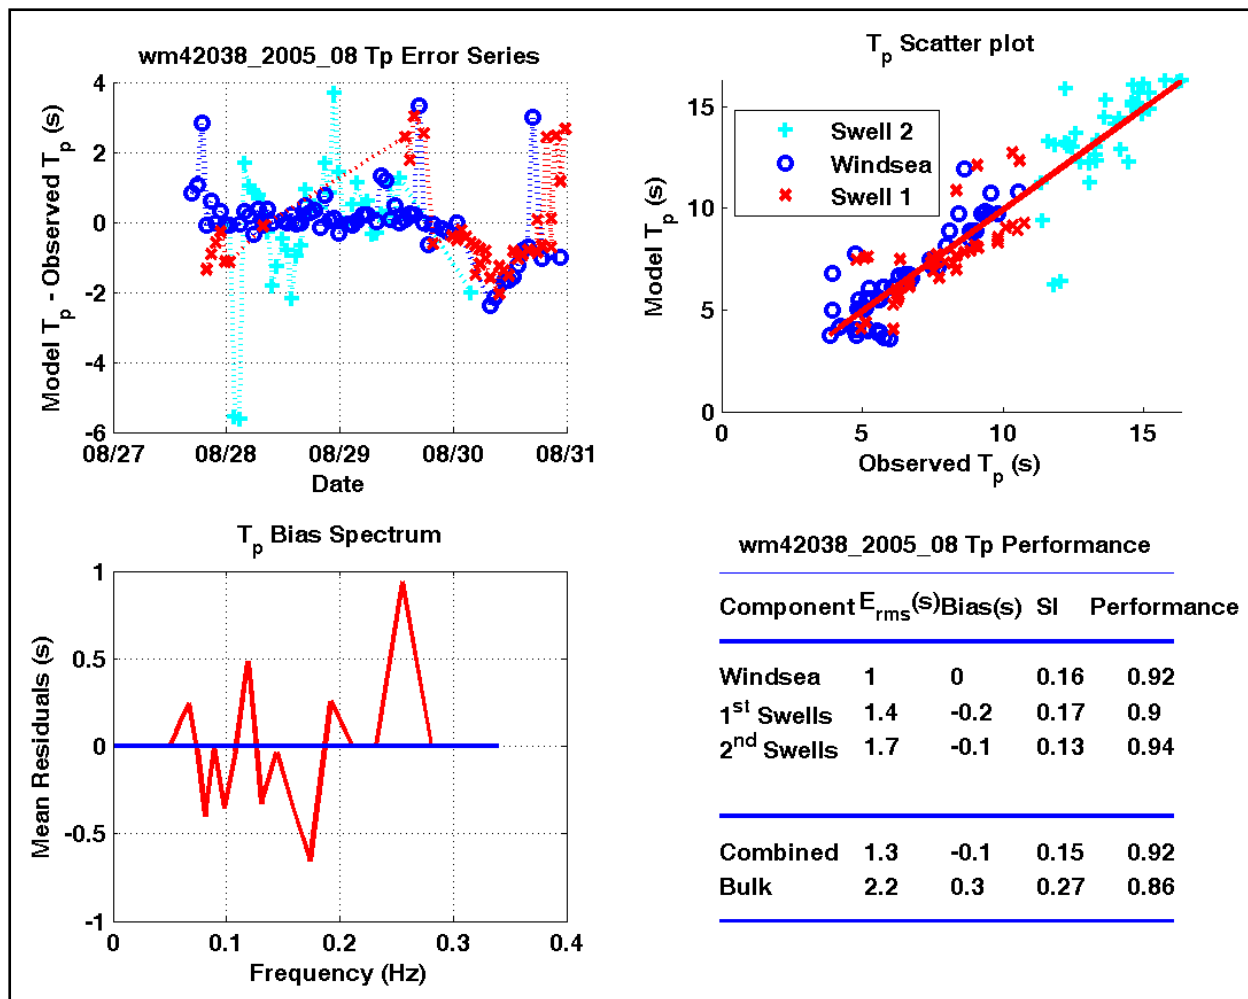 wm42038_2005_08 Tp Error Series
Model Tp - Observed Tp (s)
4
2
0
-2
-4
-6
08/27 08/28 08/29 08/30 08/31
Date
Tp Scatter plot
Model Tp (s)
15
10
5
0
Swell 2
Windsea
Swell 1
0 5 10 15
Observed Tp (s)
Tp Bias Spectrum
Mean Residuals (s)
1
0.5
0
-0.5
-1
0 0.1 0.2 0.3 0.4
Frequency (Hz)
wm42038_2005_08 Tp Performance
Component Erms(s) Bias(s) SI Performance
Windsea 1 0 0.16 0.92
1st Swells 1.4 -0.2 0.17 0.9
2nd Swells 1.7 -0.1 0.13 0.94
Combined 1.3 -0.1 0.15 0.92
Bulk 2.2 0.3 0.27 0.86